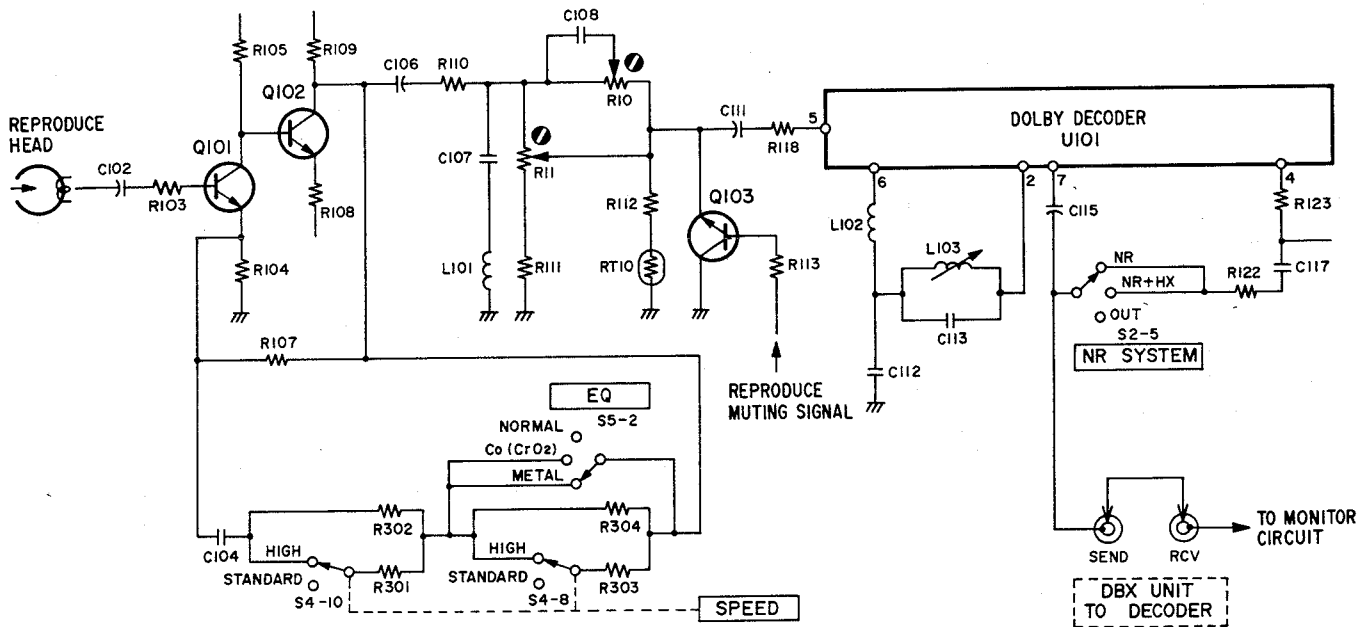 C108
R105
R109
C106
R110
Q102
R10
REPRODUCE
HEAD
Q101
C111
5
DOLBY DECODER
U101
R118
C107
R11
6
2
7
4
C102
R103
R108
R112
Q103
C115
R123
L102
L103
R104
L101
R111
RT10
R113
NR
NR+HX
R122
C117
OUT
S2-5
C113
NR SYSTEM
R107
C112
REPRODUCE
MUTING SIGNAL
EQ
S5-2
NORMAL
Co (CrO2)
METAL
R302
R304
C104
HIGH
HIGH
STANDARD
R301
STANDARD
R303
S4-10
S4-8
SPEED
SEND
RCV
TO MONITOR
CIRCUIT
DBX UNIT
TO DECODER